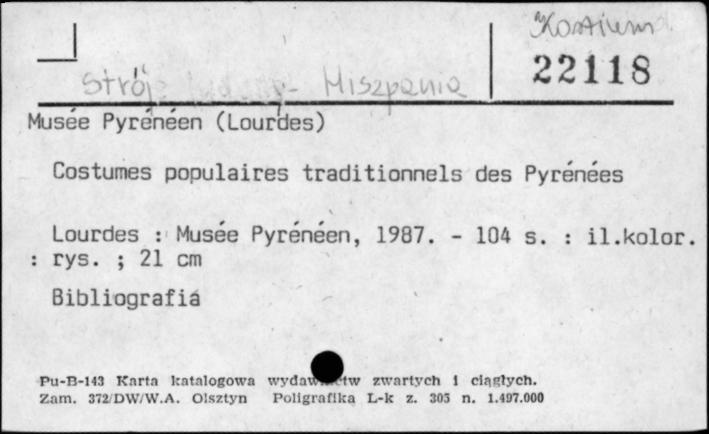 Kostium
22118
Strój ludowy - Hiszpania
Musée Pyrénéen (Lourdes)
Costumes populaires traditionnels des Pyrénées
Lourdes : Musée Pyrénéen, 1987. - 104 s. : il.kolor.
: rys. ; 21 cm
Bibliografia
Pu-B-143 Karta katalogowa wydawnictw zwartych i ciągłych.
Zam. 372/DW/W.A. Olsztyn Poligrafika L-k z. 305 n. 1.497.000